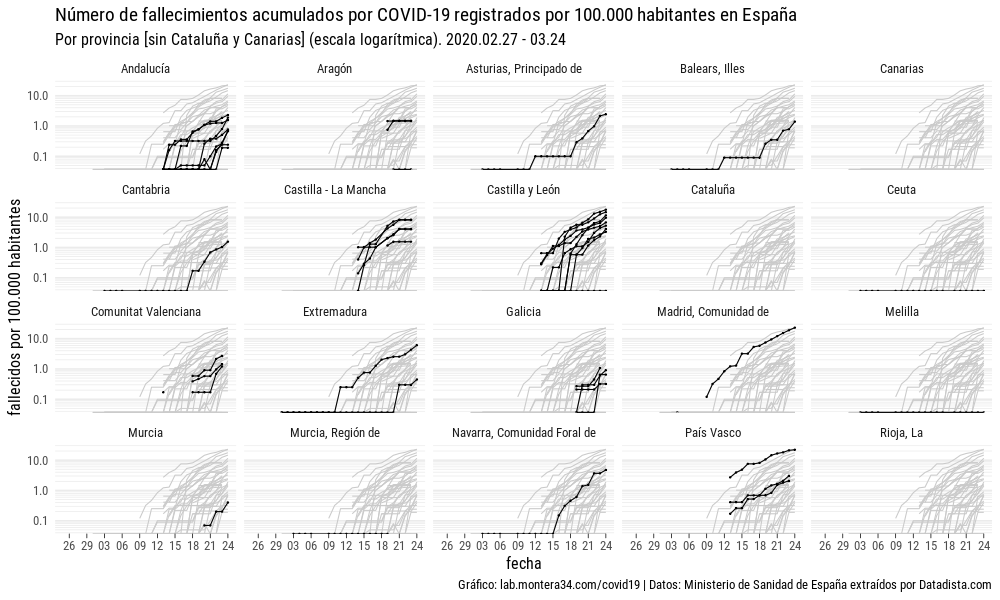 Número de fallecimientos acumulados por COVID-19 registrados por 100.000 habitantes en España
Por provincia [sin Cataluña y Canarias] (escala logarítmica). 2020.02.27 - 03.24
Andalucía Aragón Asturias, Principado de Balears, Illes Canarias
10.0
1.0
0.1
Cantabria Castilla - La Mancha Castilla y León Cataluña Ceuta
10.0
1.0
0.1
fallecidos por 100.000 habitantes
Comunitat Valenciana Extremadura Galicia Madrid, Comunidad de Melilla
10.0
1.0
0.1
Murcia Murcia, Región de Navarra, Comunidad Foral de País Vasco Rioja, La
10.0
1.0
0.1
26 29 03 06 09 12 15 18 21 24 26 29 03 06 09 12 15 18 21 24 26 29 03 06 09 12 15 18 21 24 26 29 03 06 09 12 15 18 21 24 26 29 03 06 09 12 15 18 21 24
fecha
Gráfico: lab.montera34.com/covid19 | Datos: Ministerio de Sanidad de España extraídos por Datadista.com